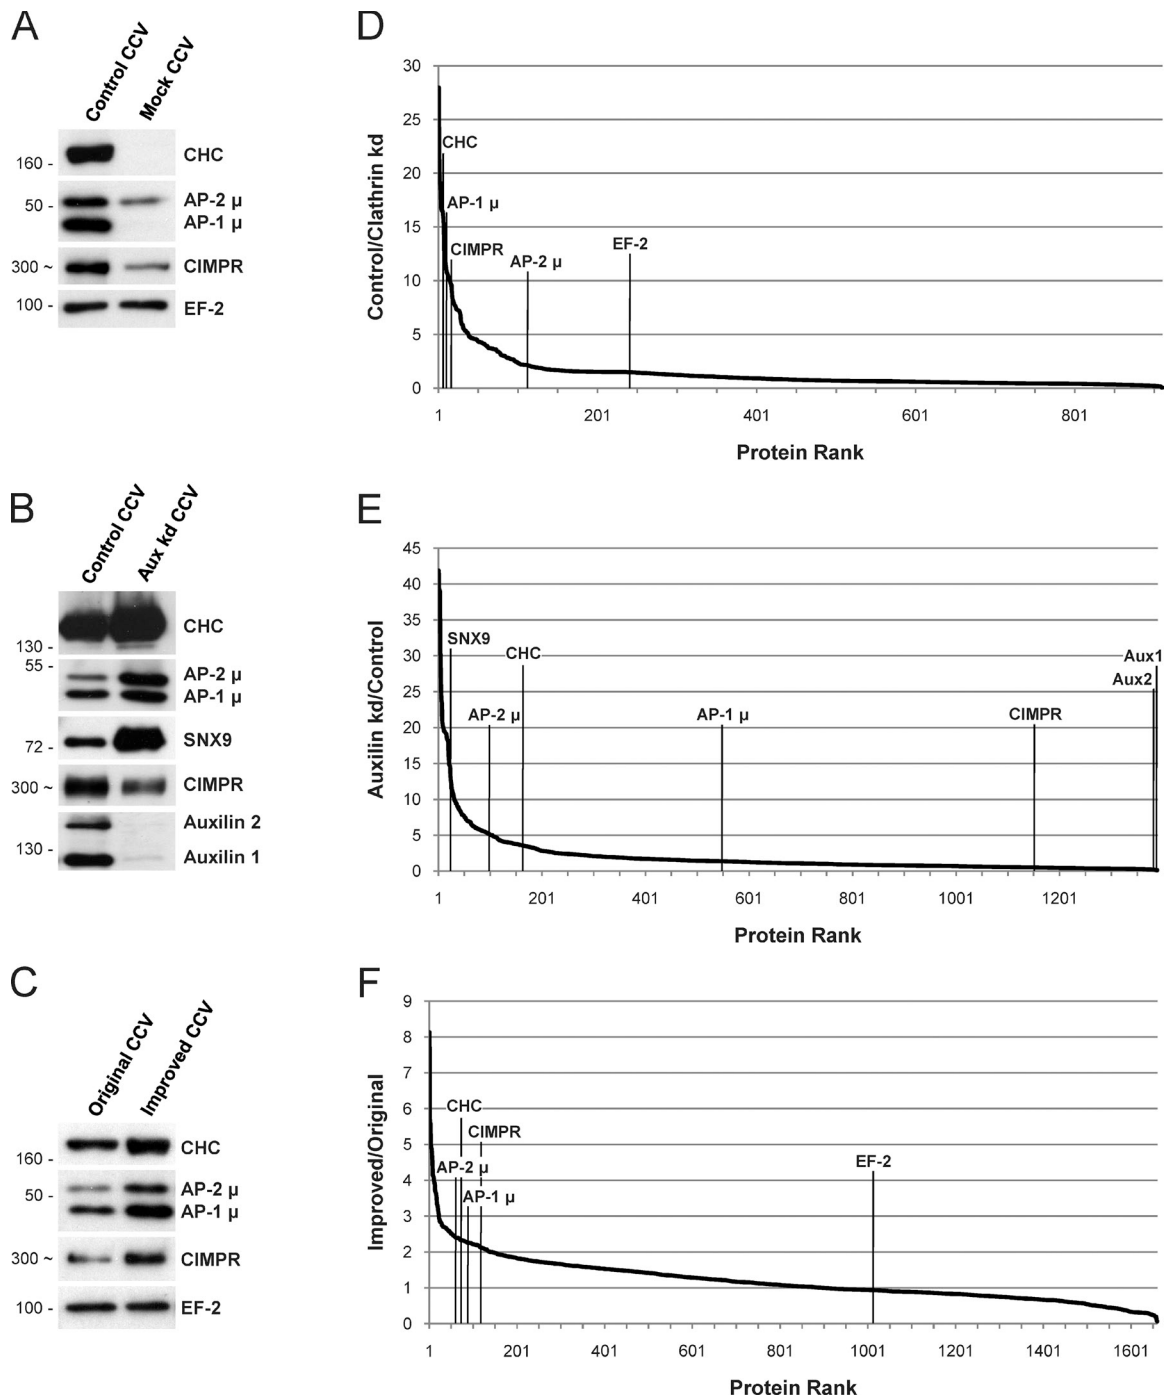 A
Control CCV
Mock CCV
160 -
CHC
50 -
AP-2 µ
AP-1 µ
300 ~
CIMPR
100 -
EF-2
D
Control/Clathrin kd
30
25
20
15
10
5
0
CHC
AP-1 µ
CIMPR
AP-2 µ
EF-2
1 201 401 601 801
Protein Rank
B
Control CCV
Aux kd CCV
CHC
130 -
55 -
AP-2 µ
AP-1 µ
SNX9
72 -
CIMPR
300 ~
Auxilin 2
130 -
Auxilin 1
E
Auxilin kd/Control
45
40
35
30
25
20
15
10
5
0
SNX9
CHC
AP-2 µ
AP-1 µ
CIMPR
Aux1
Aux2
1 201 401 601 801 1001 1201
Protein Rank
C
Original CCV
Improved CCV
CHC
160 -
AP-2 µ
50 -
AP-1 µ
300 ~
CIMPR
100 -
EF-2
F
Improved/Original
9
8
7
6
5
4
3
2
1
0
CHC
CIMPR
AP-2 µ
AP-1 µ
EF-2
1 201 401 601 801 1001 1201 1401 1601
Protein Rank